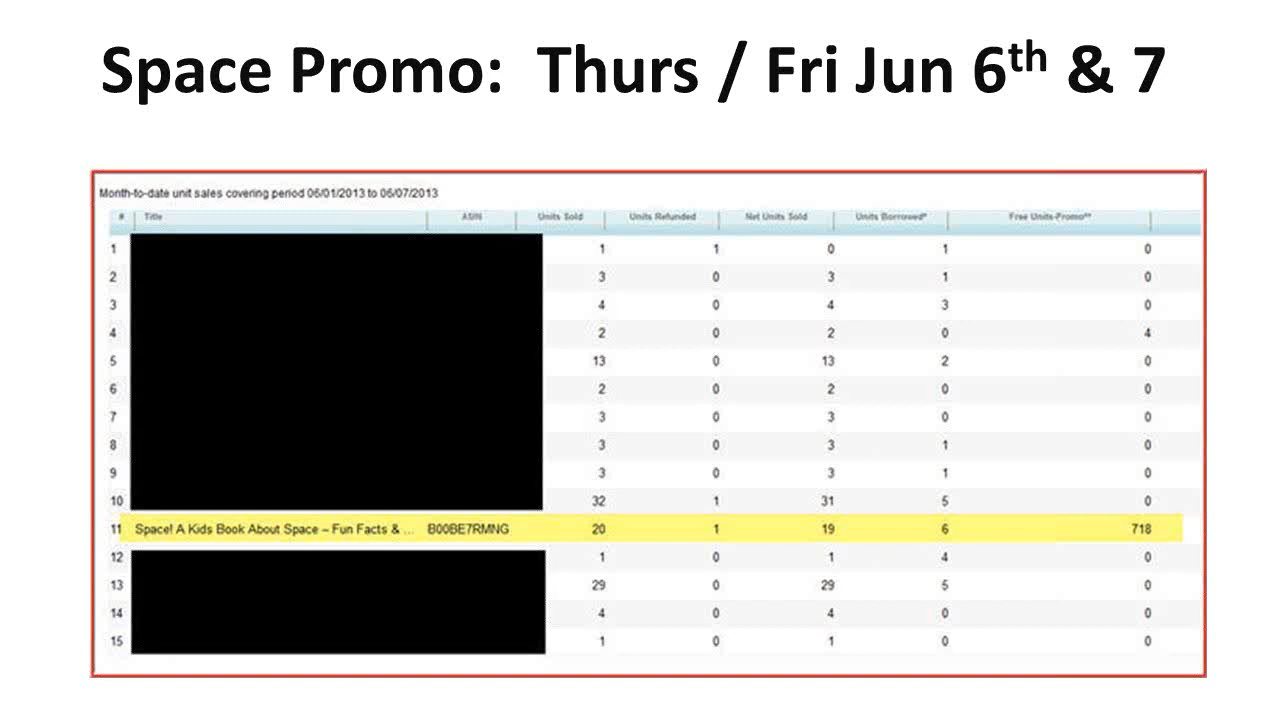 Space Promo: Thurs / Fri Jun 6th & 7
Month-to-date unit sales covering period 06/01/2013 to 06/07/2013
# Title ASIN Units Sold Units Refunded Net Units Sold Units Borrowed* Free Units-Promo**
1 1 1 0 1 0
2 3 0 3 1 0
3 4 0 4 3 0
4 2 0 2 0 4
5 13 0 13 2 0
6 2 0 2 0 0
7 3 0 3 0 0
8 3 0 3 1 0
9 3 0 3 1 0
10 32 1 31 5 0
11 Space! A Kids Book About Space – Fun Facts & ... B00BE7RMNG 20 1 19 6 718
12 1 0 1 4 0
13 29 0 29 5 0
14 4 0 4 0 0
15 1 0 1 0 0